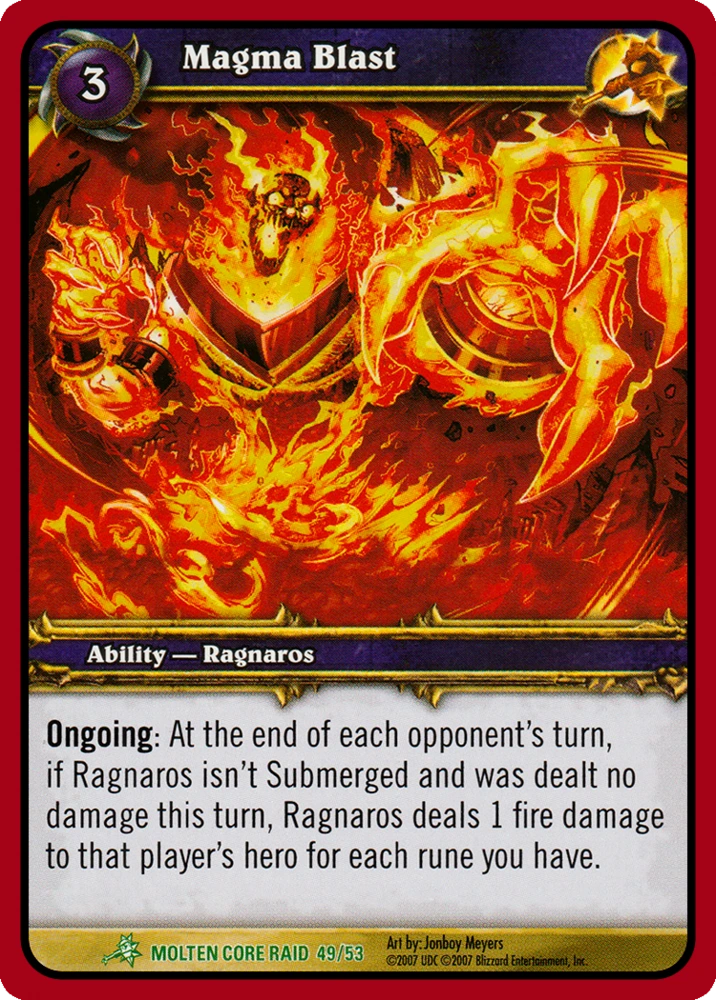 3
Magma Blast
Ability — Ragnaros
Ongoing: At the end of each opponent's turn,
if Ragnaros isn't Submerged and was dealt no
damage this turn, Ragnaros deals 1 fire damage
to that player's hero for each rune you have.
MOLTEN CORE RAID 49/53
Art by: Jonboy Meyers
©2007 UDC ©2007 Blizzard Entertainment, Inc.